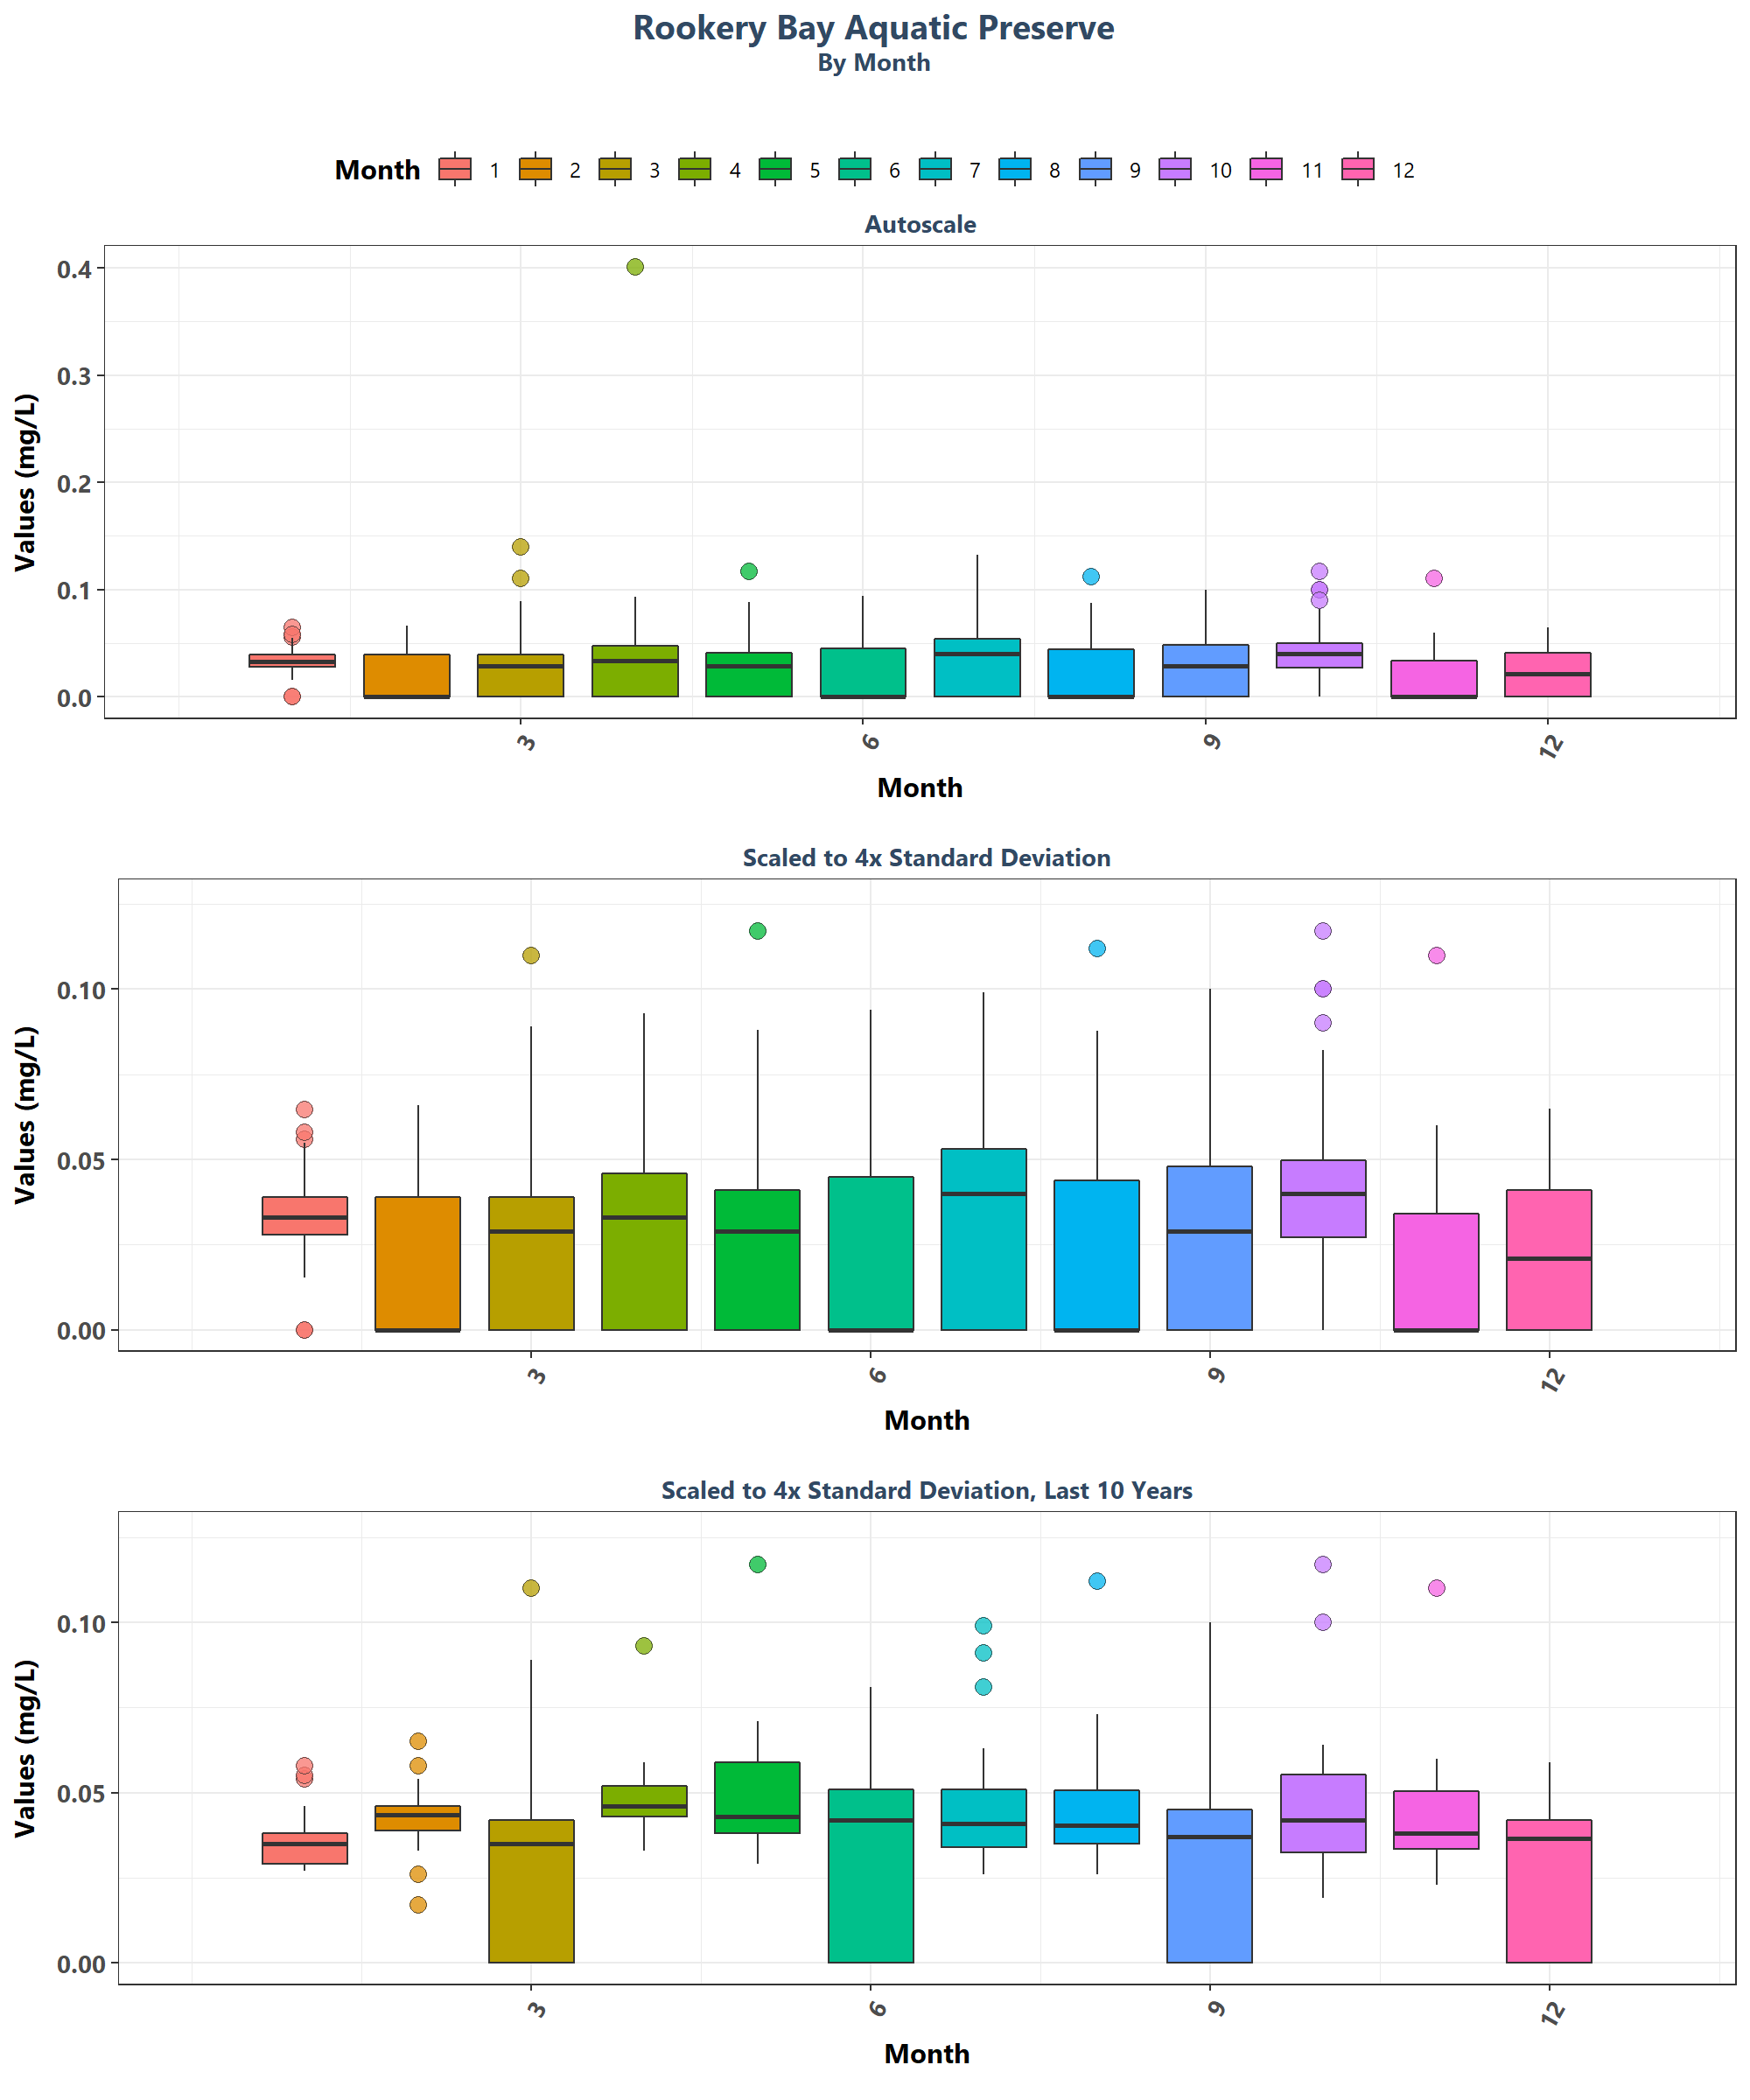 Rookery Bay Aquatic Preserve
By Month
Month 1 2 3 4 5 6 7 8 9 10 11 12
Autoscale
Values (mg/L)
0.4
0.3
0.2
0.1
0.0
3 6 9 12
Month
Scaled to 4x Standard Deviation
Values (mg/L)
0.10
0.05
0.00
3 6 9 12
Month
Scaled to 4x Standard Deviation, Last 10 Years
Values (mg/L)
0.10
0.05
0.00
3 6 9 12
Month